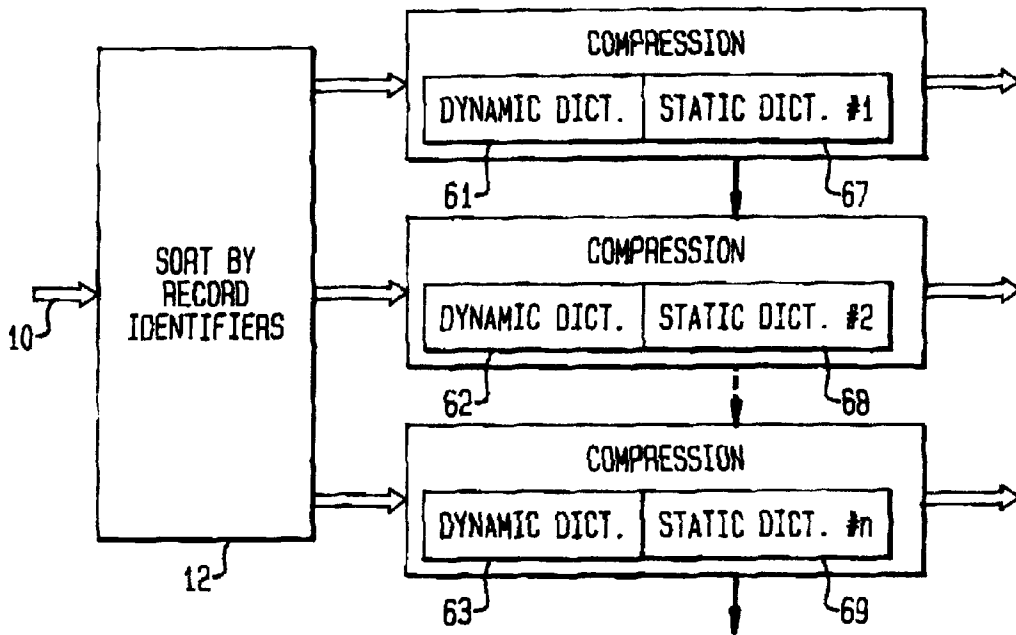 COMPRESSION
DYNAMIC DICT. STATIC DICT. #1
61 67
COMPRESSION
SORT BY
RECORD
IDENTIFIERS
DYNAMIC DICT. STATIC DICT. #2
10
62 68
COMPRESSION
DYNAMIC DICT. STATIC DICT. #n
12
63 69